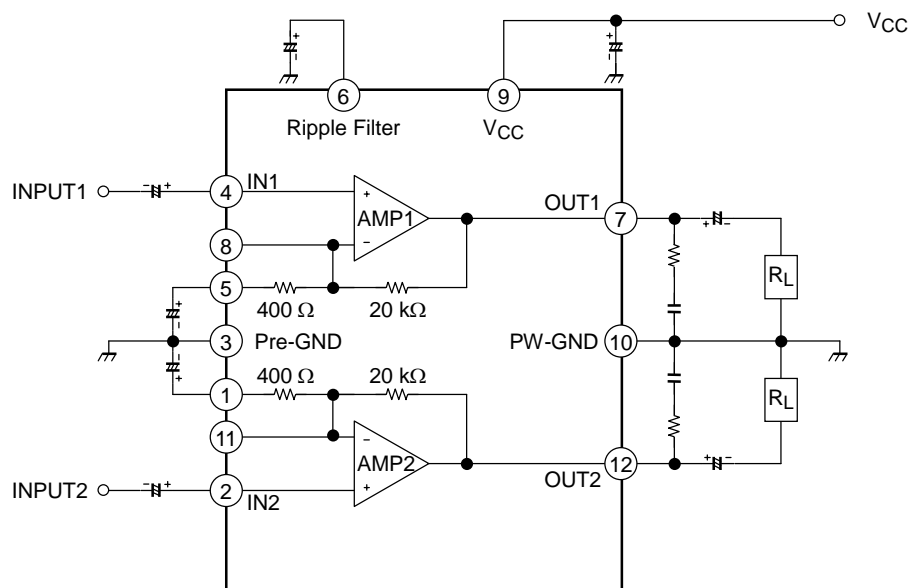 VCC
6
9
Ripple Filter
VCC
INPUT1
4
IN1
+
AMP1
−
OUT1
7
8
5
400 Ω
20 kΩ
RL
3
Pre-GND
PW-GND
10
1
400 Ω
20 kΩ
RL
11
−
AMP2
+
OUT2
12
INPUT2
2
IN2